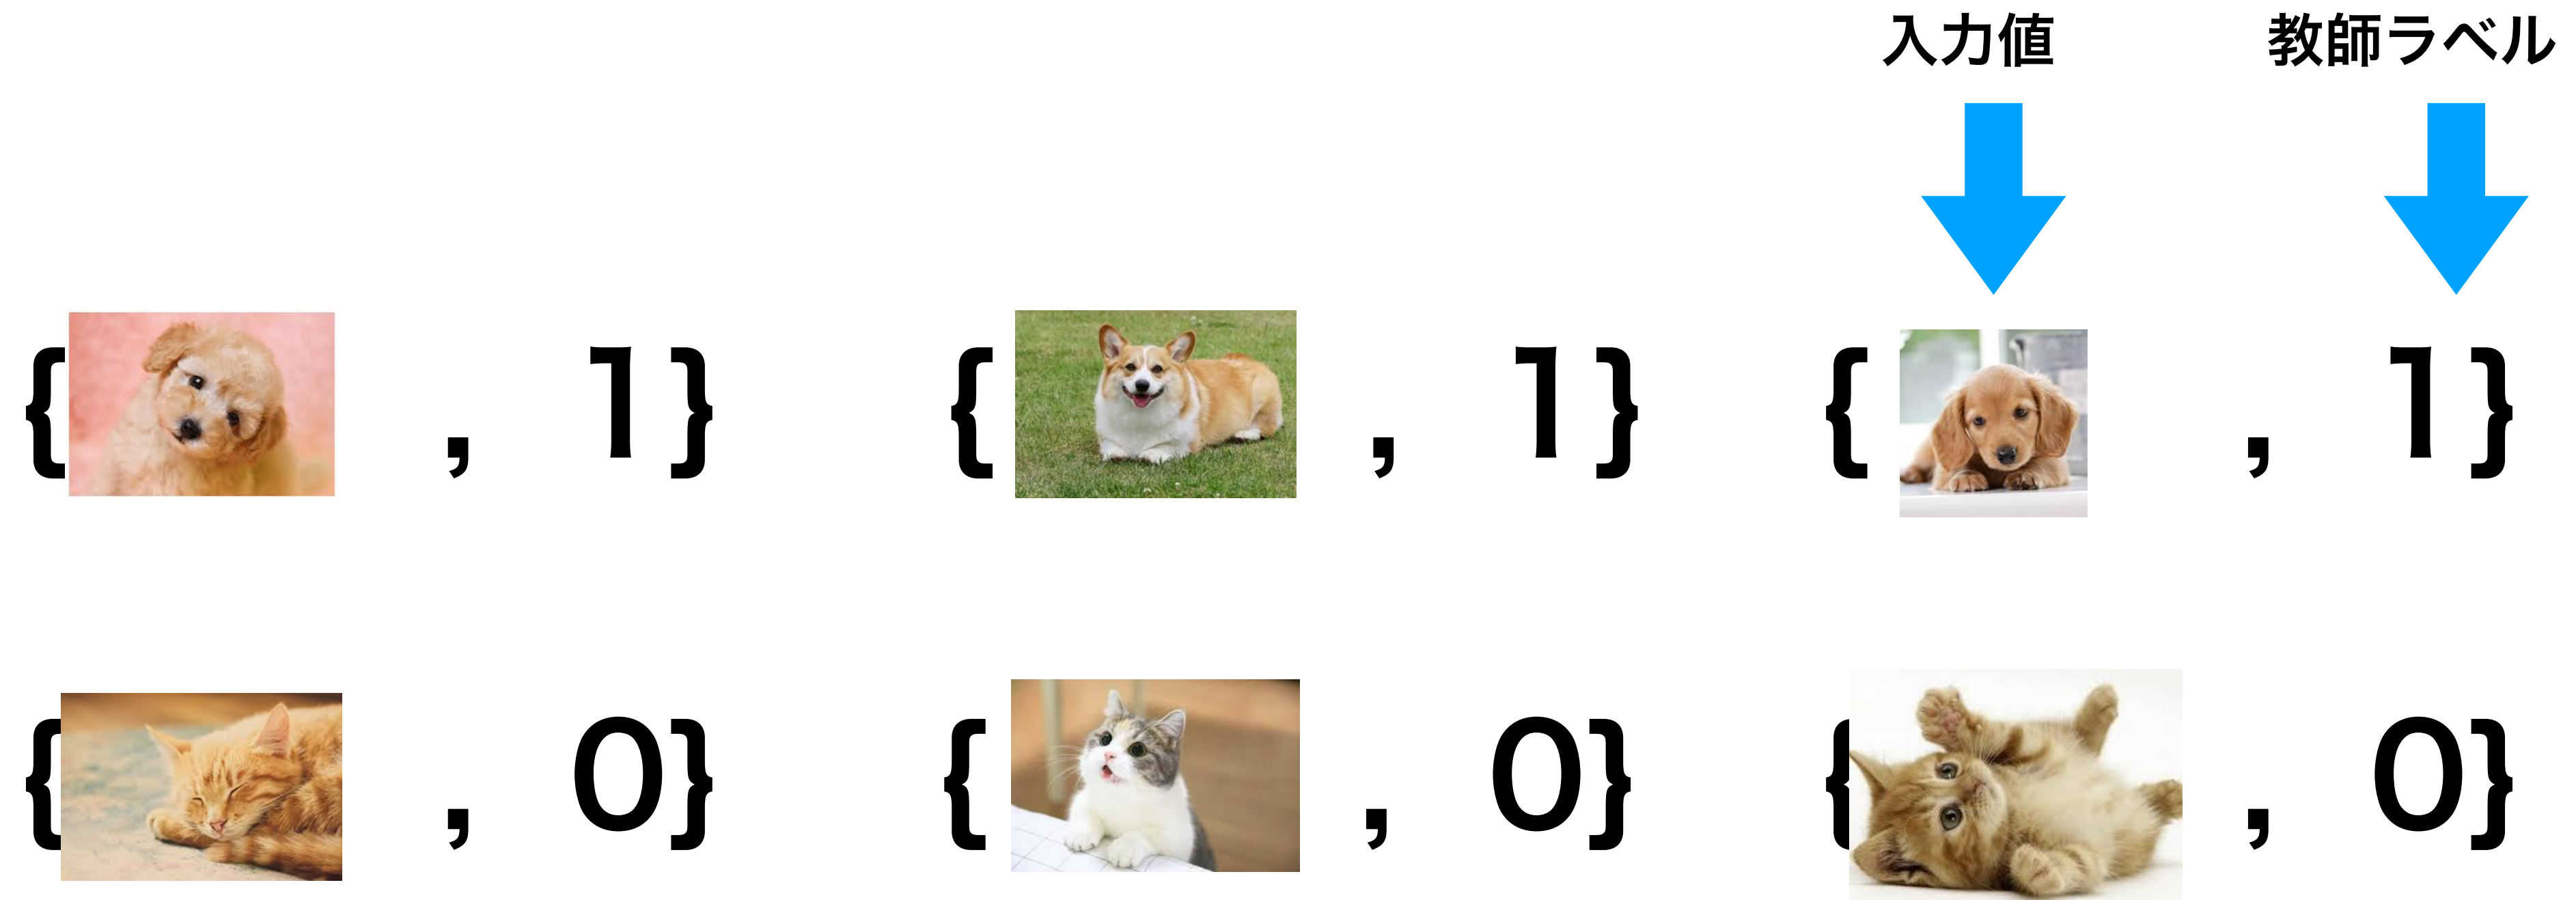 入力値 教師ラベル
{ , 1} { , 1} { , 1}
{ , 0} { , 0} { , 0}